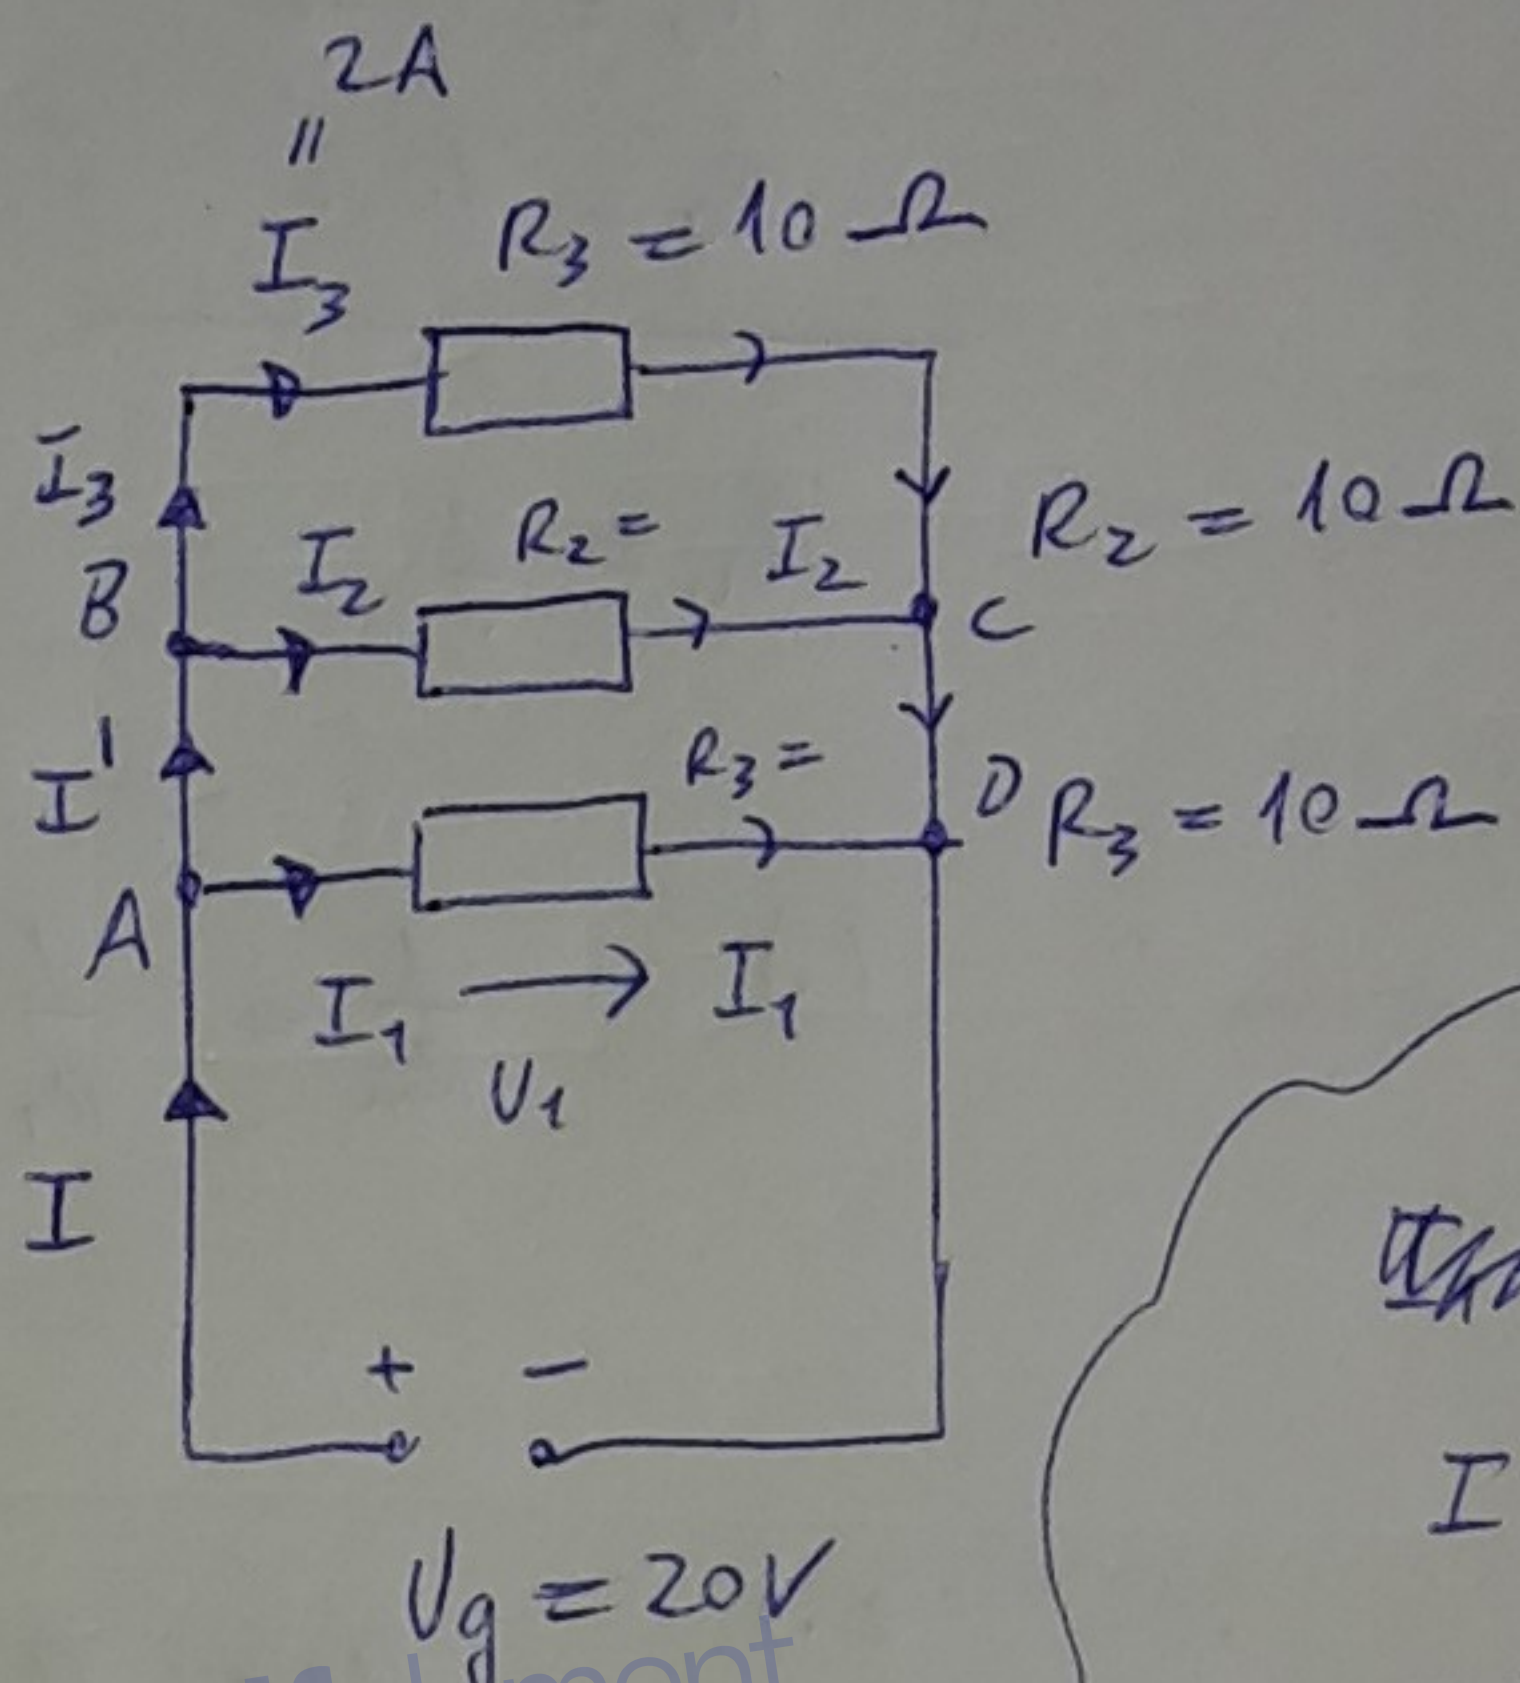 2A
=
I₃ R₃ = 10 Ω
I₃
I₂ R₂ = I₂ R₂ = 10 Ω
B C
I' R₃ =
D R₃ = 10 Ω
A
I₁ → I₁
U₁
I
+ −
I
Ug = 20V